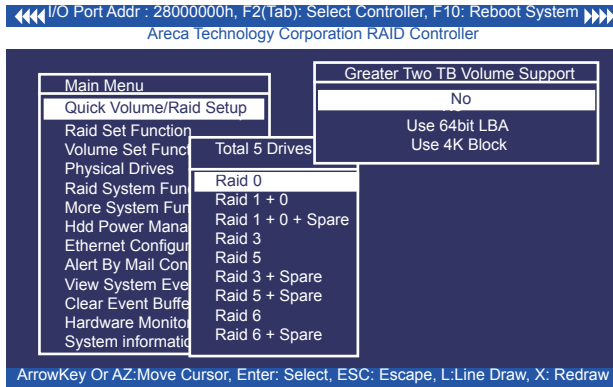 I/O Port Addr : 28000000h, F2(Tab): Select Controller, F10: Reboot System
Areca Technology Corporation RAID Controller
Main Menu
Quick Volume/Raid Setup
Raid Set Function
Volume Set Funct
Physical Drives
Raid System Fun
More System Fun
Hdd Power Mana
Ethernet Configur
Alert By Mail Con
View System Eve
Clear Event Buffe
Hardware Monitor
System informatio
Total 5 Drives
Raid 0
Raid 1 + 0
Raid 1 + 0 + Spare
Raid 3
Raid 5
Raid 3 + Spare
Raid 5 + Spare
Raid 6
Raid 6 + Spare
Greater Two TB Volume Support
No
Use 64bit LBA
Use 4K Block
ArrowKey Or AZ:Move Cursor, Enter: Select, ESC: Escape, L:Line Draw, X: Redraw